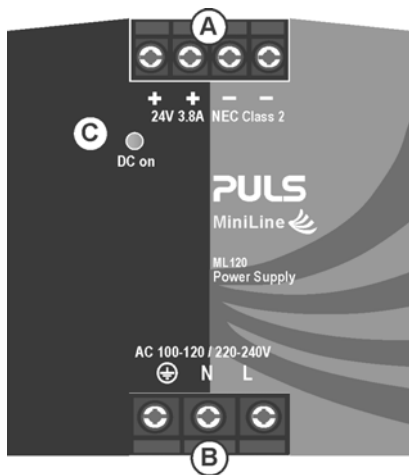 A
+ + − −
24V 3.8A NEC Class 2
C
DC on
PULS
MiniLine
ML120
Power Supply
AC 100-120 / 220-240V
N L
B